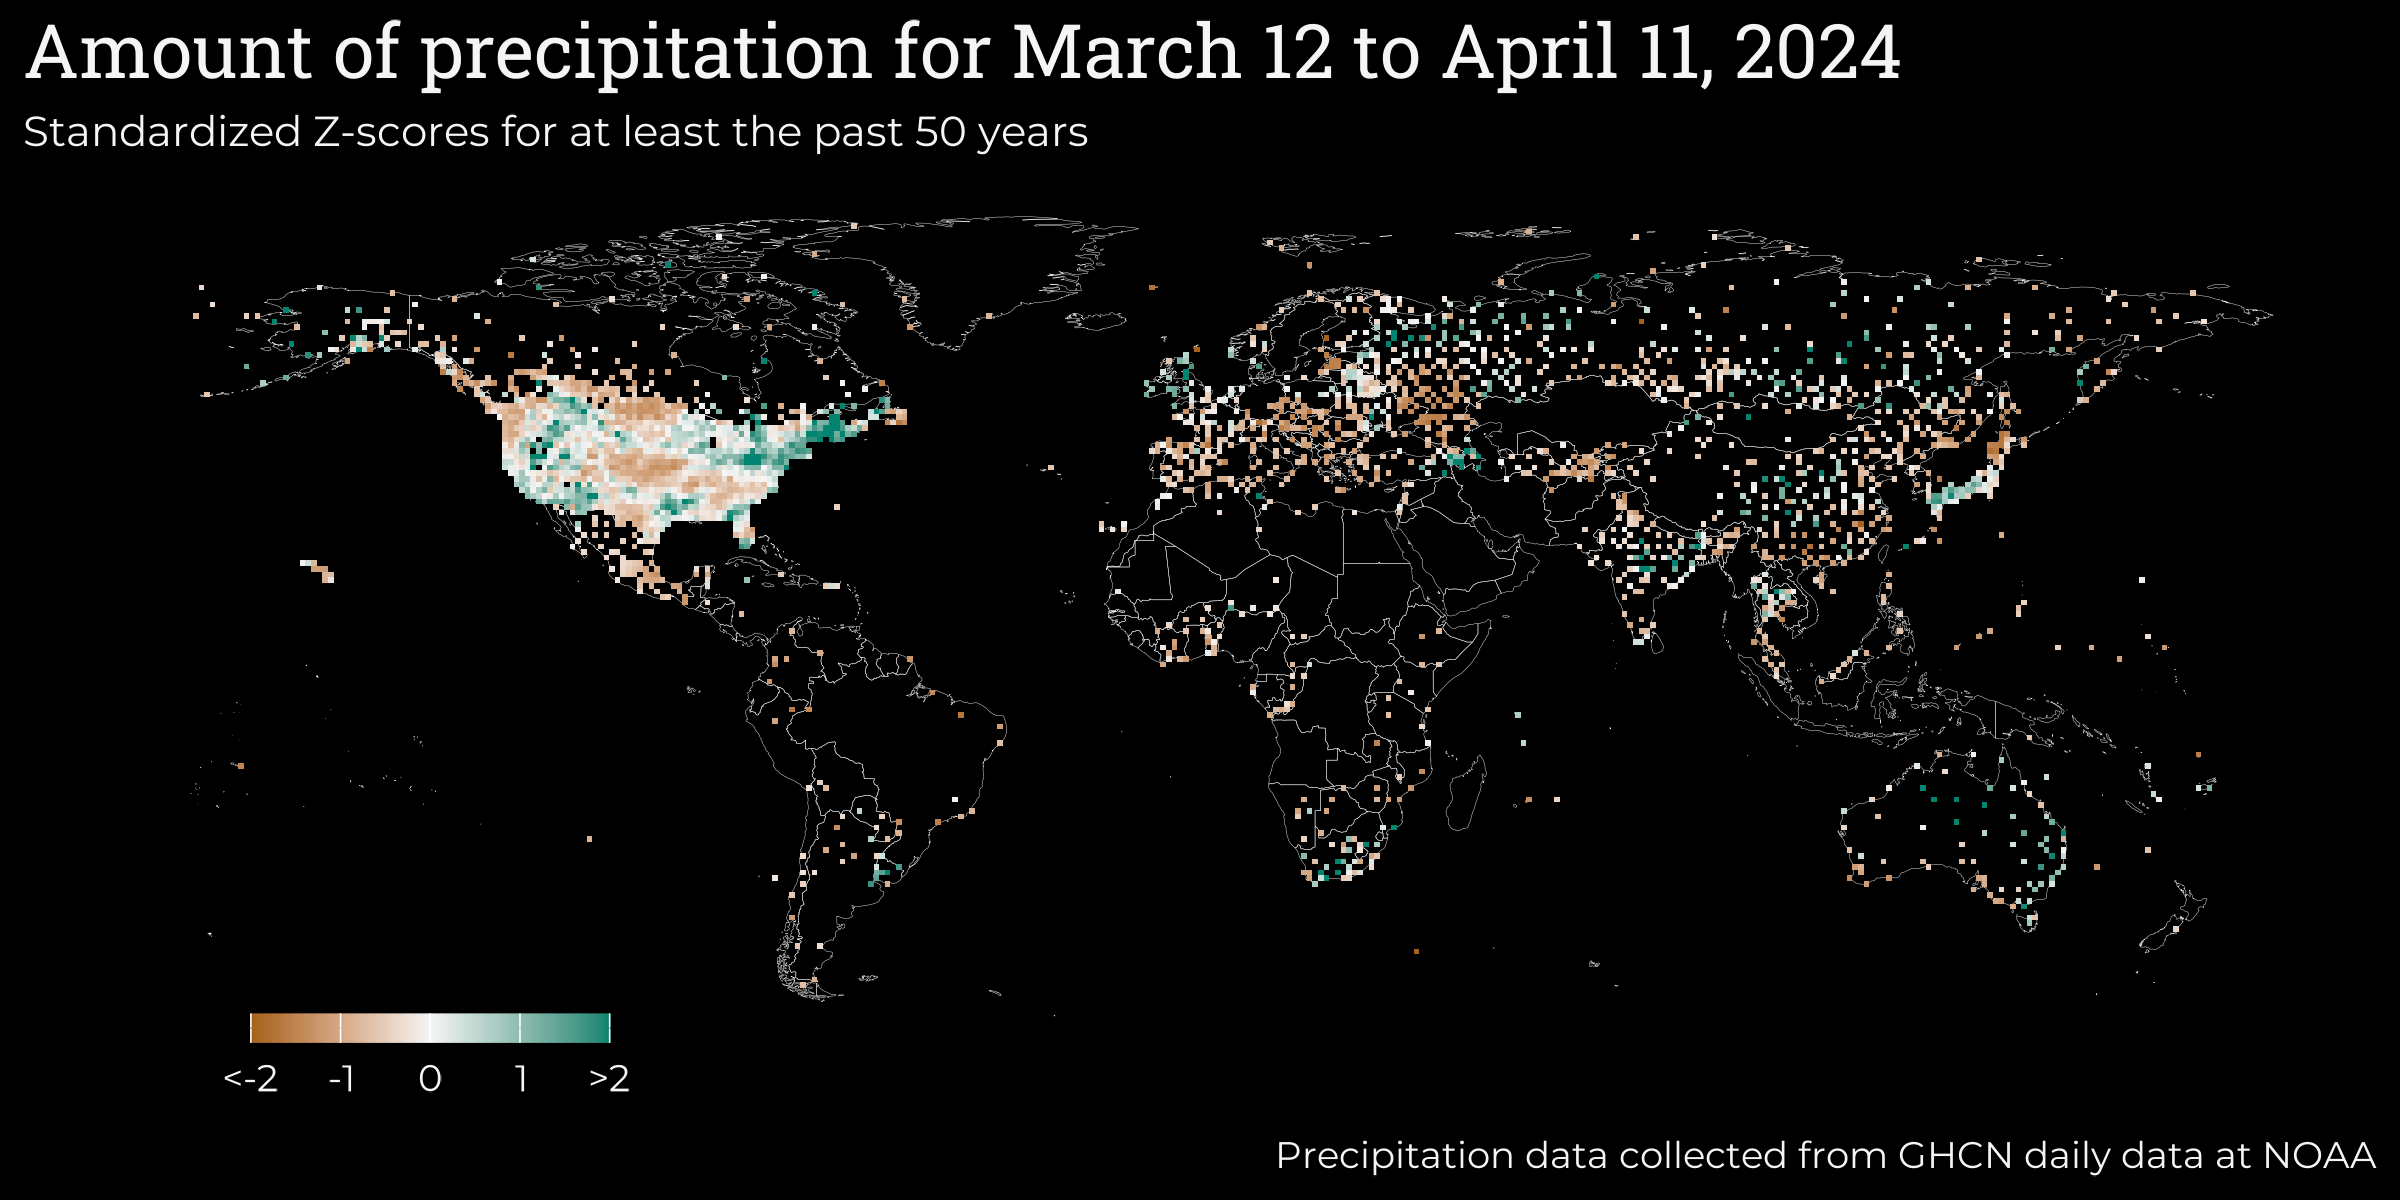 Amount of precipitation for March 12 to April 11, 2024
Standardized Z-scores for at least the past 50 years
<-2 -1 0 1 >2
Precipitation data collected from GHCN daily data at NOAA